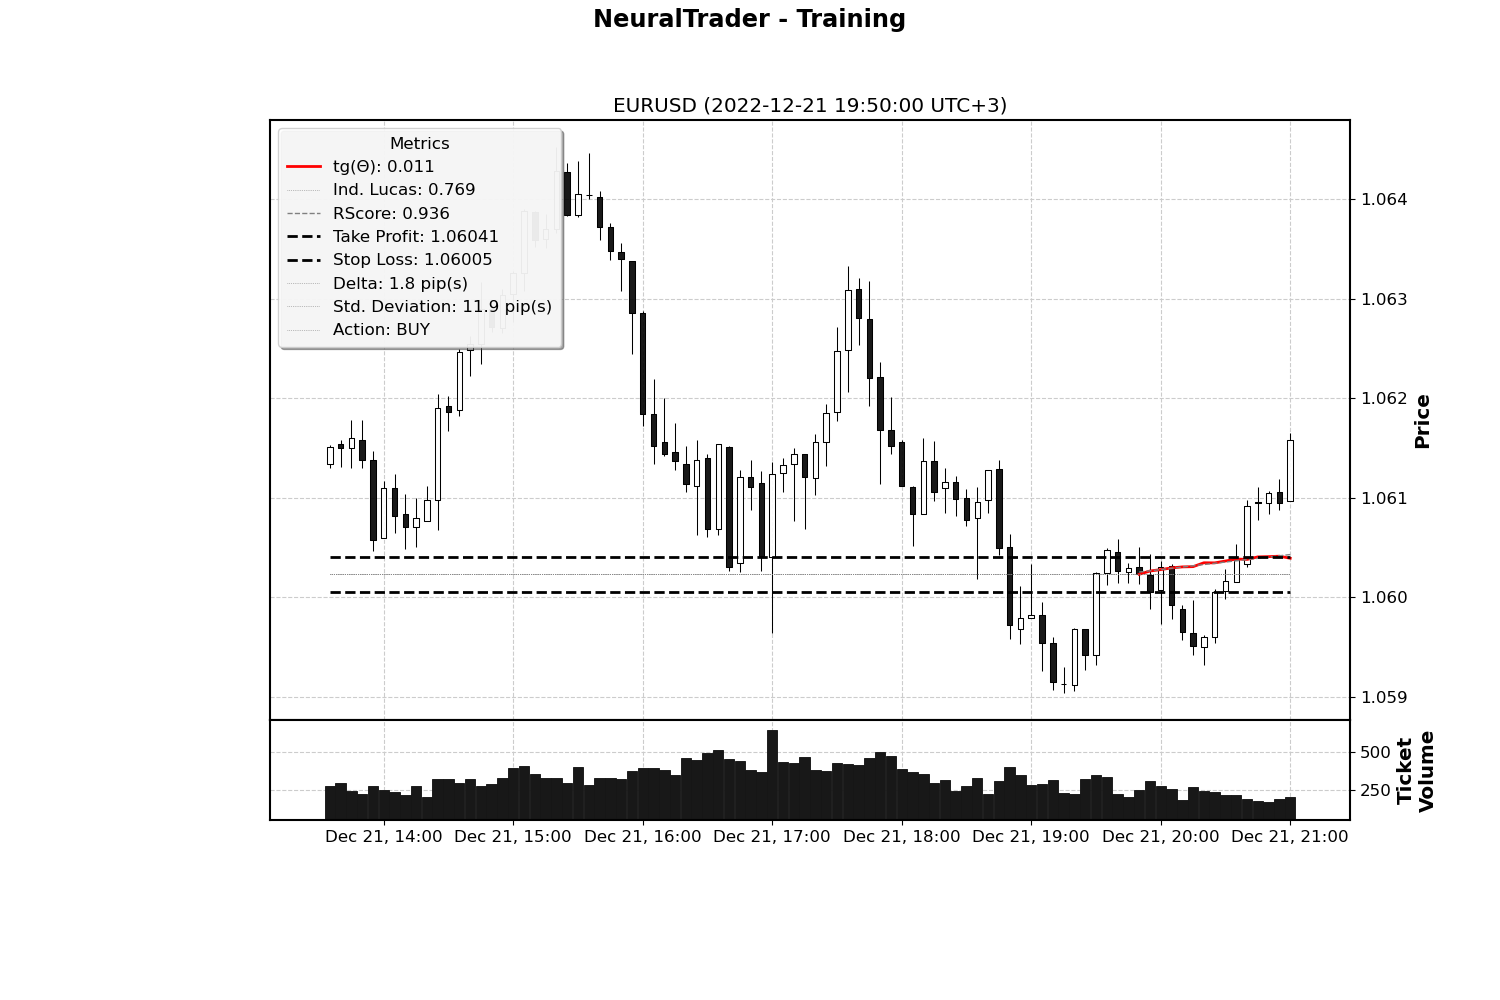 NeuralTrader - Training
EURUSD (2022-12-21 19:50:00 UTC+3)
Metrics
tg(Θ): 0.011
Ind. Lucas: 0.769
RScore: 0.936
Take Profit: 1.06041
Stop Loss: 1.06005
Delta: 1.8 pip(s)
Std. Deviation: 11.9 pip(s)
Action: BUY
1.064
1.063
1.062
1.061
1.060
1.059
Price
500
250
Ticket
Volume
Dec 21, 14:00 Dec 21, 15:00 Dec 21, 16:00 Dec 21, 17:00 Dec 21, 18:00 Dec 21, 19:00 Dec 21, 20:00 Dec 21, 21:00